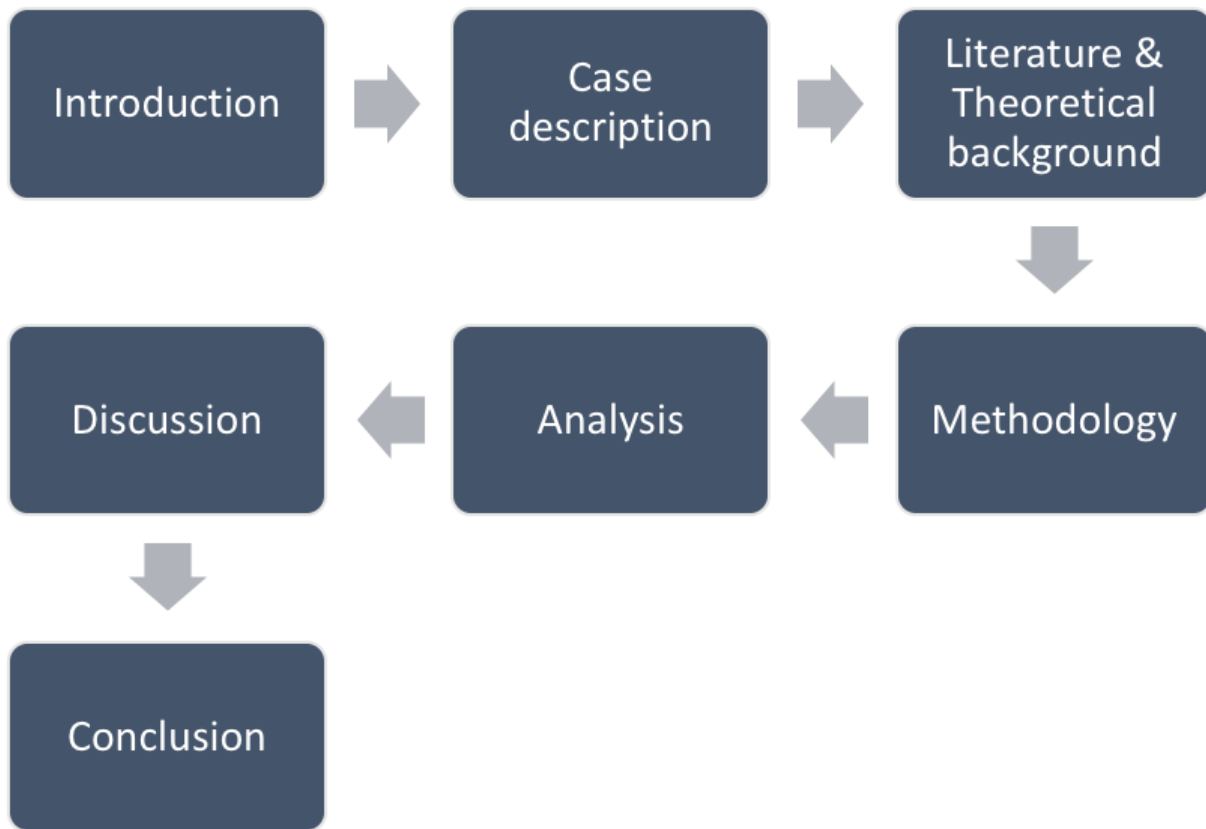 Introduction
Case
description
Literature &
Theoretical
background
Methodology
Analysis
Discussion
Conclusion